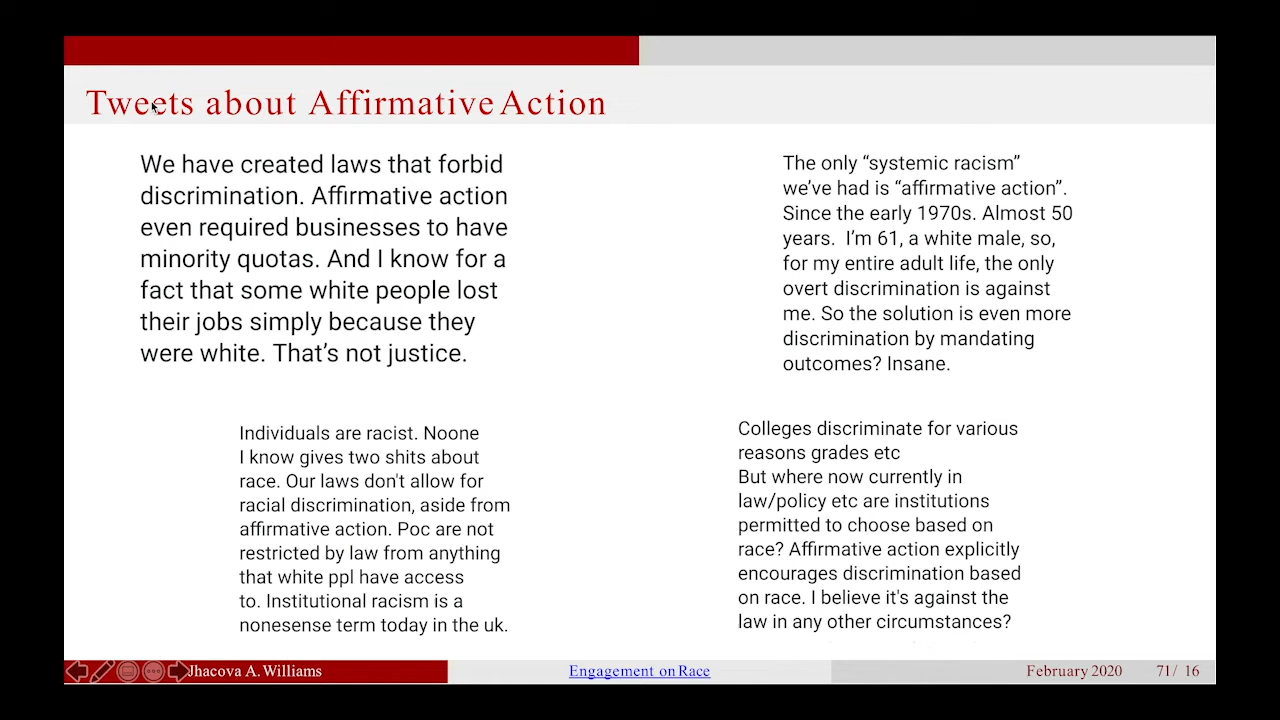 Tweets about Affirmative Action
We have created laws that forbid
discrimination. Affirmative action
even required businesses to have
minority quotas. And I know for a
fact that some white people lost
their jobs simply because they
were white. That's not justice.
The only “systemic racism”
we've had is “affirmative action”.
Since the early 1970s. Almost 50
years. I'm 61, a white male, so,
for my entire adult life, the only
overt discrimination is against
me. So the solution is even more
discrimination by mandating
outcomes? Insane.
Individuals are racist. Noone
I know gives two shits about
race. Our laws don't allow for
racial discrimination, aside from
affirmative action. Poc are not
restricted by law from anything
that white ppl have access
to. Institutional racism is a
nonesense term today in the uk.
Colleges discriminate for various
reasons grades etc
But where now currently in
law/policy etc are institutions
permitted to choose based on
race? Affirmative action explicitly
encourages discrimination based
on race. I believe it's against the
law in any other circumstances?
Jhacova A. Williams
Engagement on Race
February 2020
71/ 16